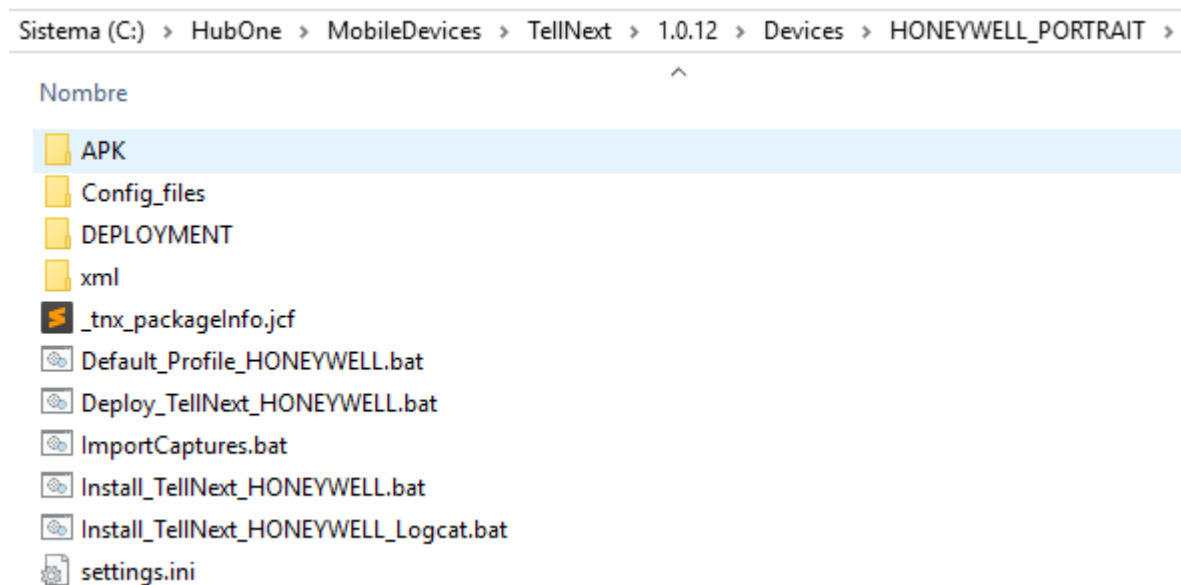 Sistema (C:) > HubOne > MobileDevices > TellNext > 1.0.12 > Devices > HONEYWELL_PORTRAIT >
Nombre
APK
Config_files
DEPLOYMENT
xml
_tnx_packageInfo.jcf
Default_Profile_HONEYWELL.bat
Deploy_TellNext_HONEYWELL.bat
ImportCaptures.bat
Install_TellNext_HONEYWELL.bat
Install_TellNext_HONEYWELL_Logcat.bat
settings.ini